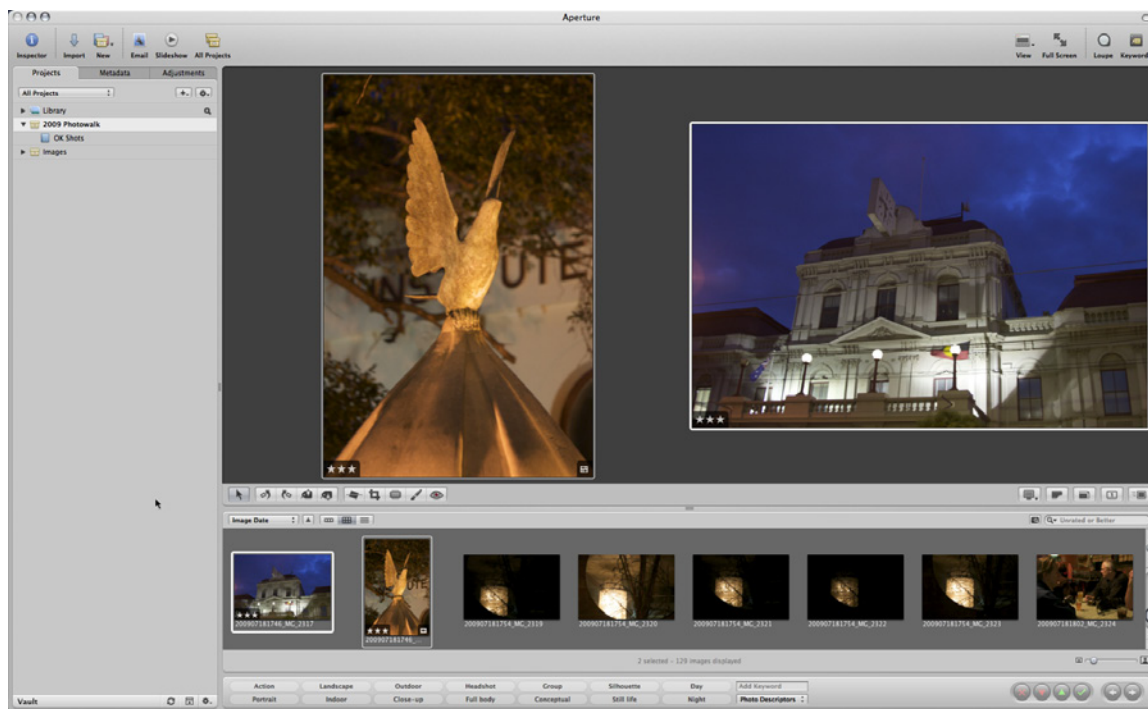 Aperture
Inspector Import New Email Slideshow All Projects
View Full Screen Loupe Keyword
Projects Metadata Adjustments
All Projects
Library
2009 Photowalk
OK Shots
Images
INS UTE
Image Date
Unrated or Better
UTE
200907181746_MC_2317
200907181746_...
200907181754_MC_2319
200907181754_MC_2320
200907181754_MC_2321
200907181754_MC_2322
200907181754_MC_2323
200907181802_MC_2324
2 selected – 129 images displayed
Action Landscape Outdoor Headshot Group Silhouette Day Add Keyword
Portrait Indoor Close-up Full body Conceptual Still life Night Photo Descriptors
Vault